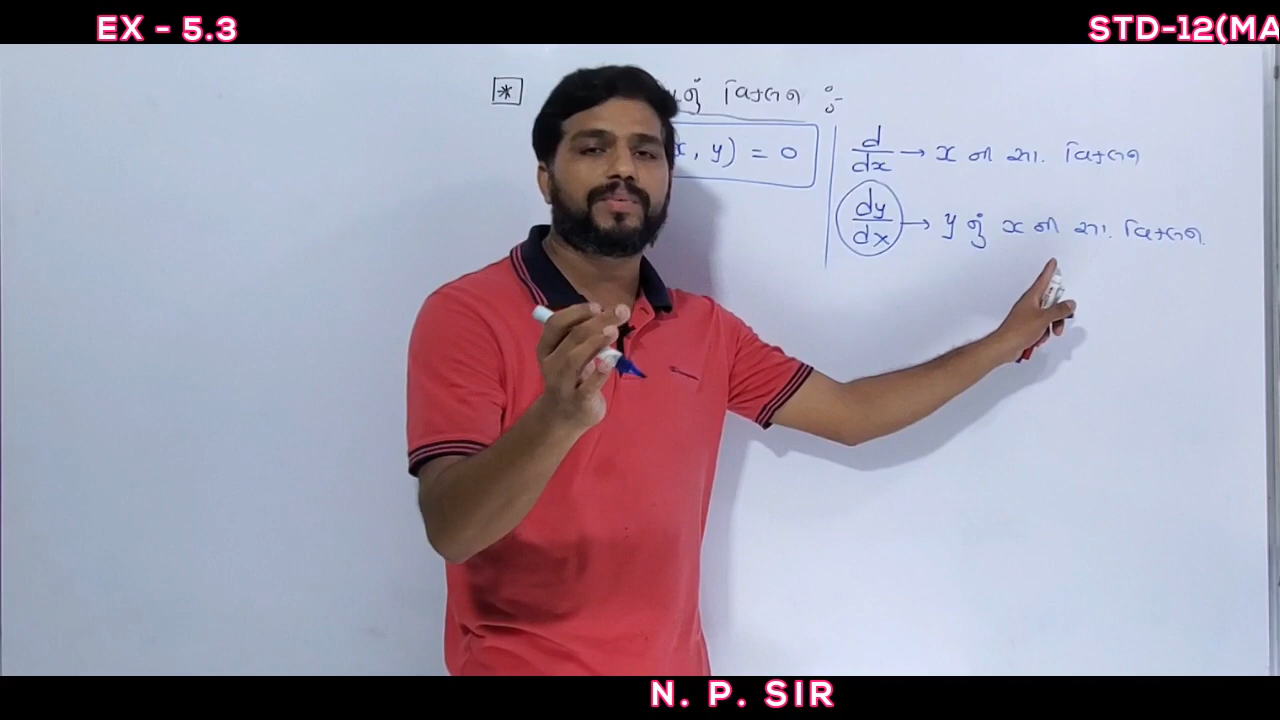 EX - 5.3
STD-12(MA
* નું વિકલન :-
x, y) = 0
d/dx → x ની સા. વિકલન
dy/dx → y નું x ની સા. વિકલન.
N. P. SIR